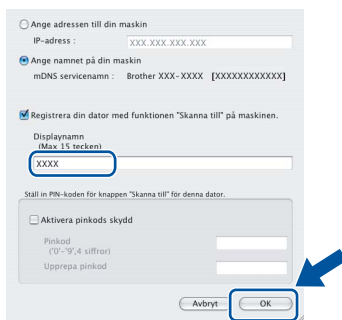 Ange adressen till din maskin
IP-adress : XXX.XXX.XXX.XXX
Ange namnet på din maskin
mDNS servicenamn : Brother XXX-XXXX [XXXXXXXXXXXX]
Registrera din dator med funktionen "Skanna till" på maskinen.
Displaynamn
(Max 15 tecken)
XXXX
Ställ in PIN-koden för knappen "Skanna till" för denna dator.
Aktivera pinkods skydd
Pinkod
('0'-'9',4 siffror)
Upprepa pinkod
Avbryt OK